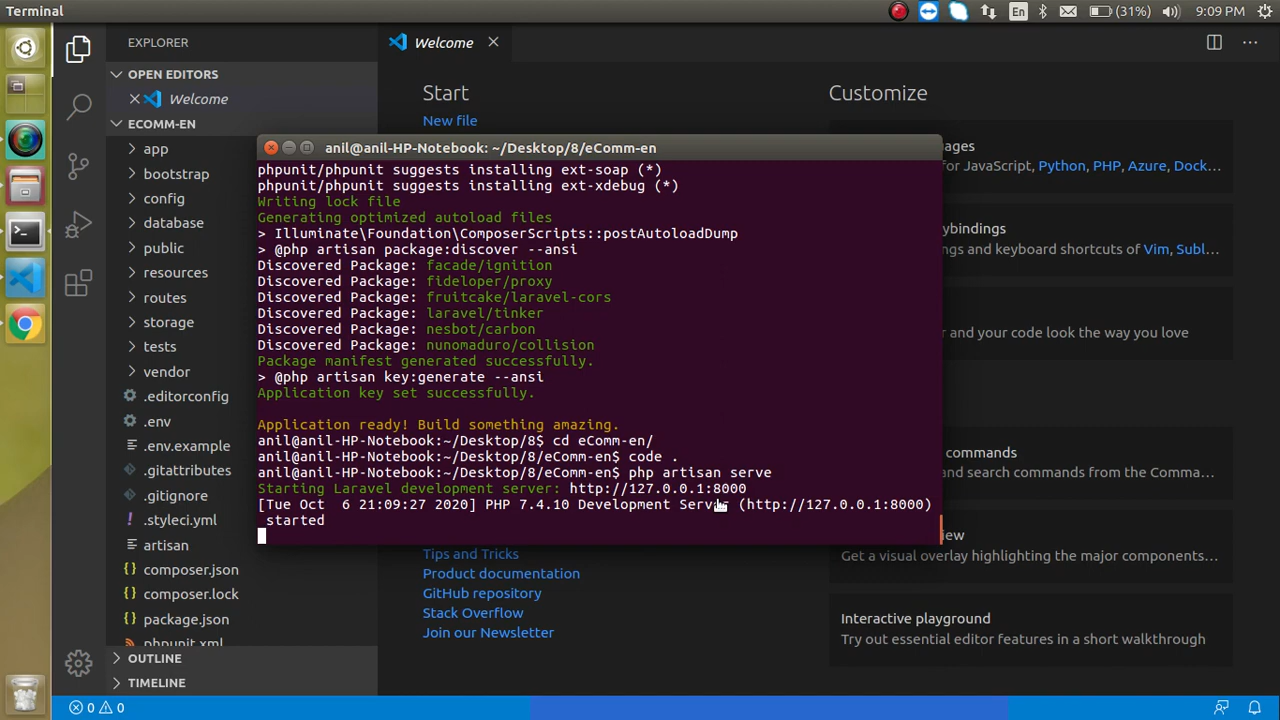 Terminal
En
(31%)
9:09 PM
EXPLORER
OPEN EDITORS
Welcome
ECOMM-EN
app
bootstrap
config
database
public
resources
routes
storage
tests
vendor
.editorconfig
.env
.env.example
.gitattributes
.gitignore
.styleci.yml
artisan
composer.json
composer.lock
package.json
phpunit.xml
OUTLINE
TIMELINE
Welcome
Start
New file
Tips and Tricks
Product documentation
GitHub repository
Stack Overflow
Join our Newsletter
Customize
ages
for JavaScript, Python, PHP, Azure, Dock...
ybindings
ngs and keyboard shortcuts of Vim, Subl...
r and your code look the way you love
commands
and search commands from the Command...
view
Get a visual overlay highlighting the major components...
Interactive playground
Try out essential editor features in a short walkthrough
anil@anil-HP-Notebook: ~/Desktop/8/eComm-en
phpunit/phpunit suggests installing ext-soap (*)
phpunit/phpunit suggests installing ext-xdebug (*)
Writing lock file
Generating optimized autoload files
> Illuminate\Foundation\ComposerScripts::postAutoloadDump
> @php artisan package:discover --ansi
Discovered Package: facade/ignition
Discovered Package: fideloper/proxy
Discovered Package: fruitcake/laravel-cors
Discovered Package: laravel/tinker
Discovered Package: nesbot/carbon
Discovered Package: nunomaduro/collision
Package manifest generated successfully.
> @php artisan key:generate --ansi
Application key set successfully.
Application ready! Build something amazing.
anil@anil-HP-Notebook:~/Desktop/8$ cd eComm-en/
anil@anil-HP-Notebook:~/Desktop/8/eComm-en$ code .
anil@anil-HP-Notebook:~/Desktop/8/eComm-en$ php artisan serve
Starting Laravel development server: http://127.0.0.1:8000
[Tue Oct  6 21:09:27 2020] PHP 7.4.10 Development Server (http://127.0.0.1:8000)
 started
0 0